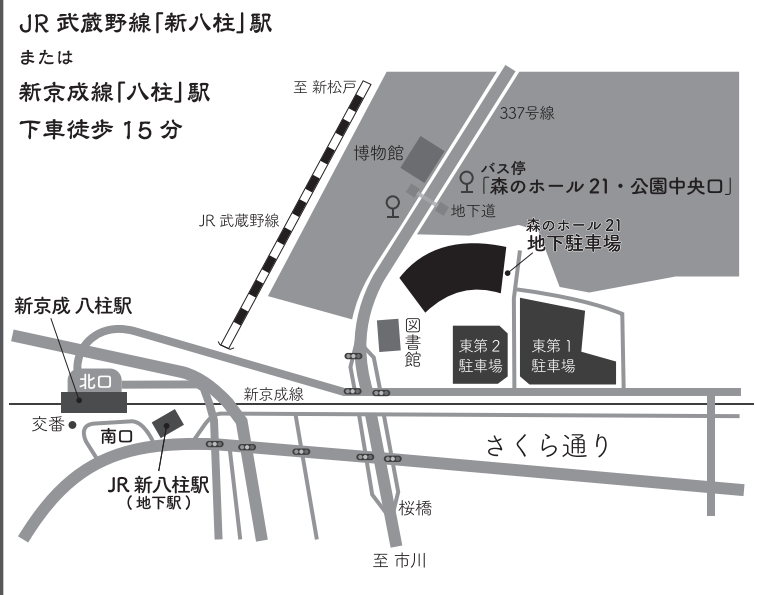 JR 武蔵野線「新八柱」駅
または
新京成線「八柱」駅
下車徒歩 15 分
至 新松戸
337号線
博物館
バス停
「森のホール 21・公園中央口」
地下道
JR 武蔵野線
森のホール 21
地下駐車場
新京成 八柱駅
図書館
東第 2
駐車場
東第 1
駐車場
北口
新京成線
交番
南口
さくら通り
JR 新八柱駅
（地下駅）
桜橋
至 市川